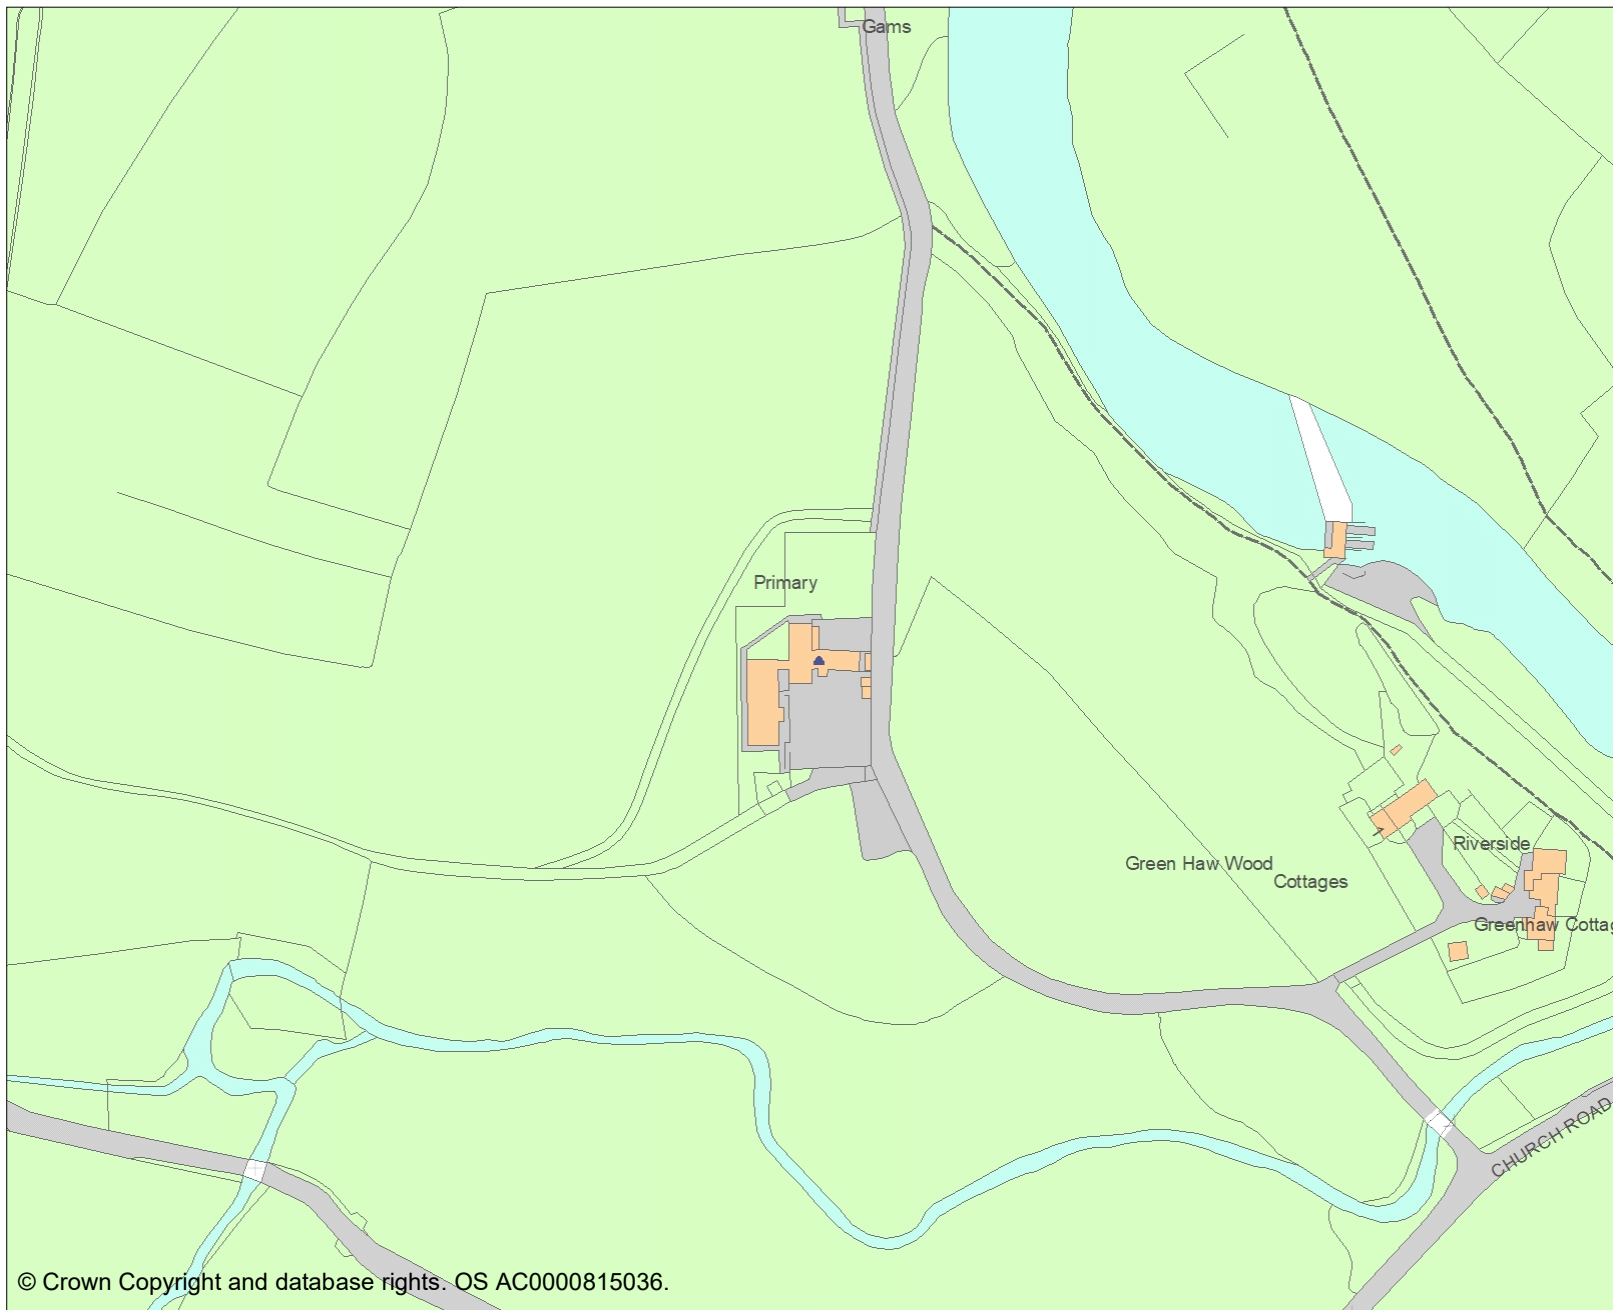 Gams
Primary
Riverside
Green Haw Wood
Cottages
Greenhaw Cottag
CHURCH ROAD
© Crown Copyright and database rights. OS AC0000815036.